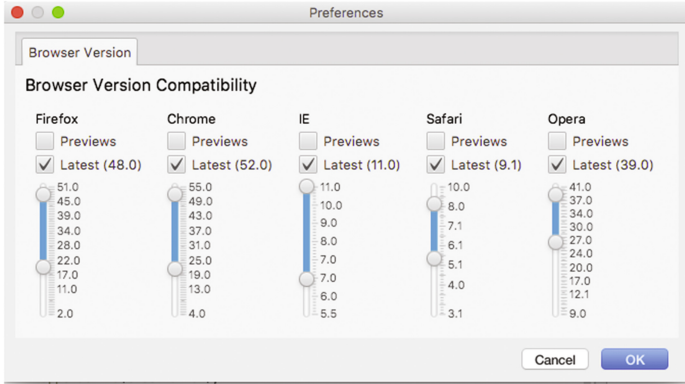 Preferences
Browser Version
Browser Version Compatibility
Firefox Chrome IE Safari Opera
Previews Previews Previews Previews Previews
Latest (48.0) Latest (52.0) Latest (11.0) Latest (9.1) Latest (39.0)
51.0 55.0 11.0 10.0 41.0
45.0 49.0 10.0 8.0 37.0
39.0 43.0 9.0 7.1 34.0
34.0 37.0 8.0 6.1 30.0
28.0 31.0 7.0 5.1 27.0
22.0 25.0 7.0 4.0 24.0
17.0 19.0 6.0 3.1 20.0
11.0 13.0 5.5 17.0
2.0 4.0 12.1
9.0
Cancel OK